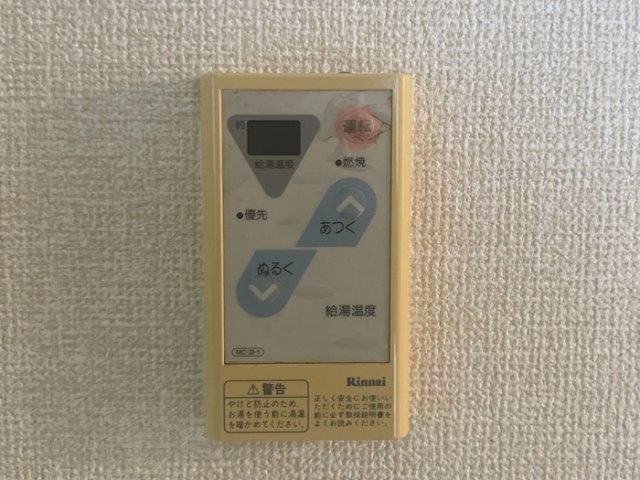 約
運転
給湯温度
●燃焼
●優先
あつく
ぬるく
給湯温度
MC-33-1
Rinnai
⚠警告
やけど防止のため、
お湯を使う前に湯温
を確かめてください。
正しく安全にお使いい
ただくためにご使用の
前に必ず取扱説明書を
よくお読みください。